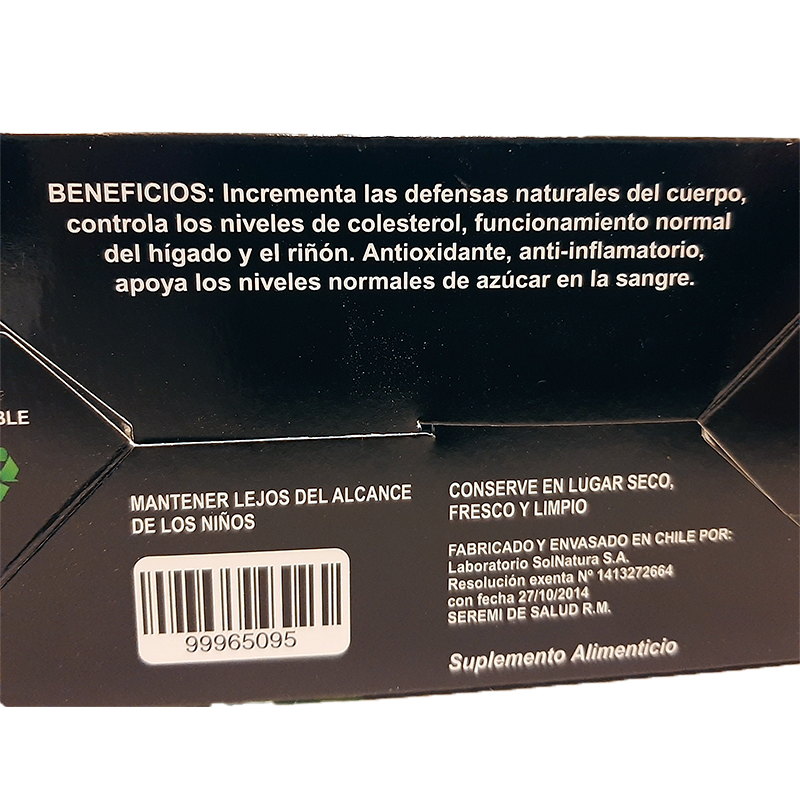 BENEFICIOS: Incrementa las defensas naturales del cuerpo,
controla los niveles de colesterol, funcionamiento normal
del hígado y el riñón. Antioxidante, anti-inflamatorio,
apoya los niveles normales de azúcar en la sangre.
BLE
MANTENER LEJOS DEL ALCANCE
DE LOS NIÑOS
99965095
CONSERVE EN LUGAR SECO,
FRESCO Y LIMPIO
FABRICADO Y ENVASADO EN CHILE POR:
Laboratorio SolNatura S.A.
Resolución exenta Nº 1413272664
con fecha 27/10/2014
SEREMI DE SALUD R.M.
Suplemento Alimenticio